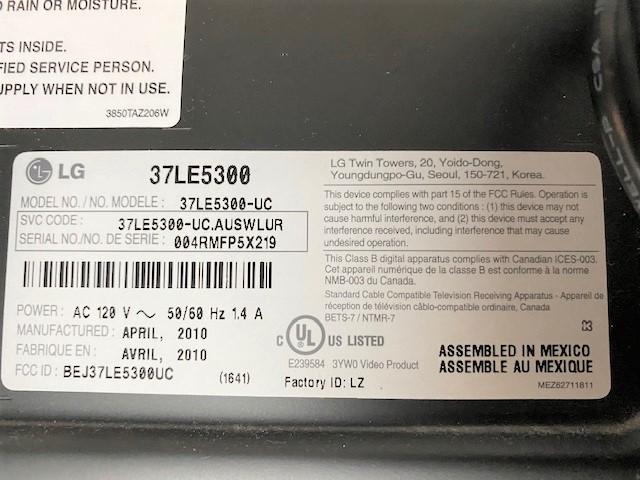 RAIN OR MOISTURE.
TS INSIDE.
FIED SERVICE PERSON.
UPPLY WHEN NOT IN USE.
3850TAZ206W
LG
37LE5300
MODEL NO./NO. MODELE : 37LE5300-UC
SVC CODE : 37LE5300-UC.AUSWLUR
SERIAL NO./NO. DE SERIE : 004RMFP5X219
POWER: AC 120 V ~ 50/60 Hz 1.4 A
MANUFACTURED : APRIL, 2010
FABRIQUE EN : AVRIL, 2010
FCC ID : BEJ37LE5300UC (1641)
LG Twin Towers, 20, Yoido-Dong,
Youngdungpo-Gu, Seoul, 150-721, Korea.
This device complies with part 15 of the FCC Rules. Operation is
subject to the following two conditions : (1) this device may not
cause harmful interference, and (2) this device must accept any
interference received, including interference that may cause
undesired operation.
This Class B digital apparatus complies with Canadian ICES-003.
Cet appareil numérique de la classe B est conforme à la norme
NMB-003 du Canada.
Standard Cable Compatible Television Receiving Apparatus - Appareil de
réception de télévision câblo-compatible ordinaire, Canada
BETS-7 / NTMR-7
C UL US LISTED
E239584 3YW0 Video Product
Factory ID: LZ
ASSEMBLED IN MEXICO
ASSEMBLE AU MEXIQUE
MEZ62711811